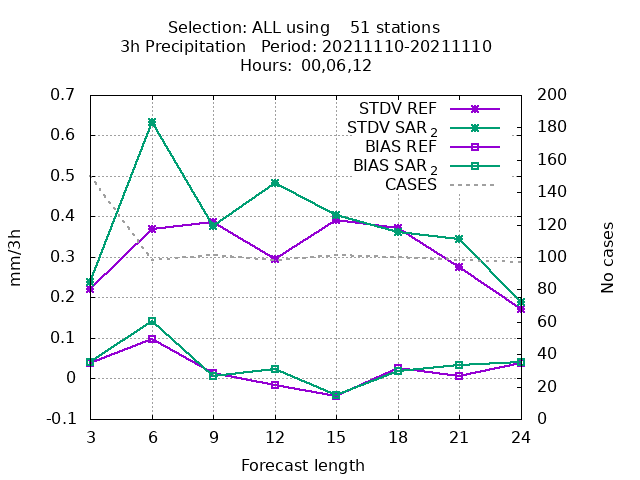 Selection: ALL using    51 stations
3h Precipitation   Period: 20211110-20211110
Hours:  00,06,12
0.7
0.6
0.5
0.4
0.3
0.2
0.1
0
-0.1
200
180
160
140
120
100
80
60
40
20
0
STDV REF
STDV SAR 2
BIAS REF
BIAS SAR 2
CASES
mm/3h
No cases
3 6 9 12 15 18 21 24
Forecast length